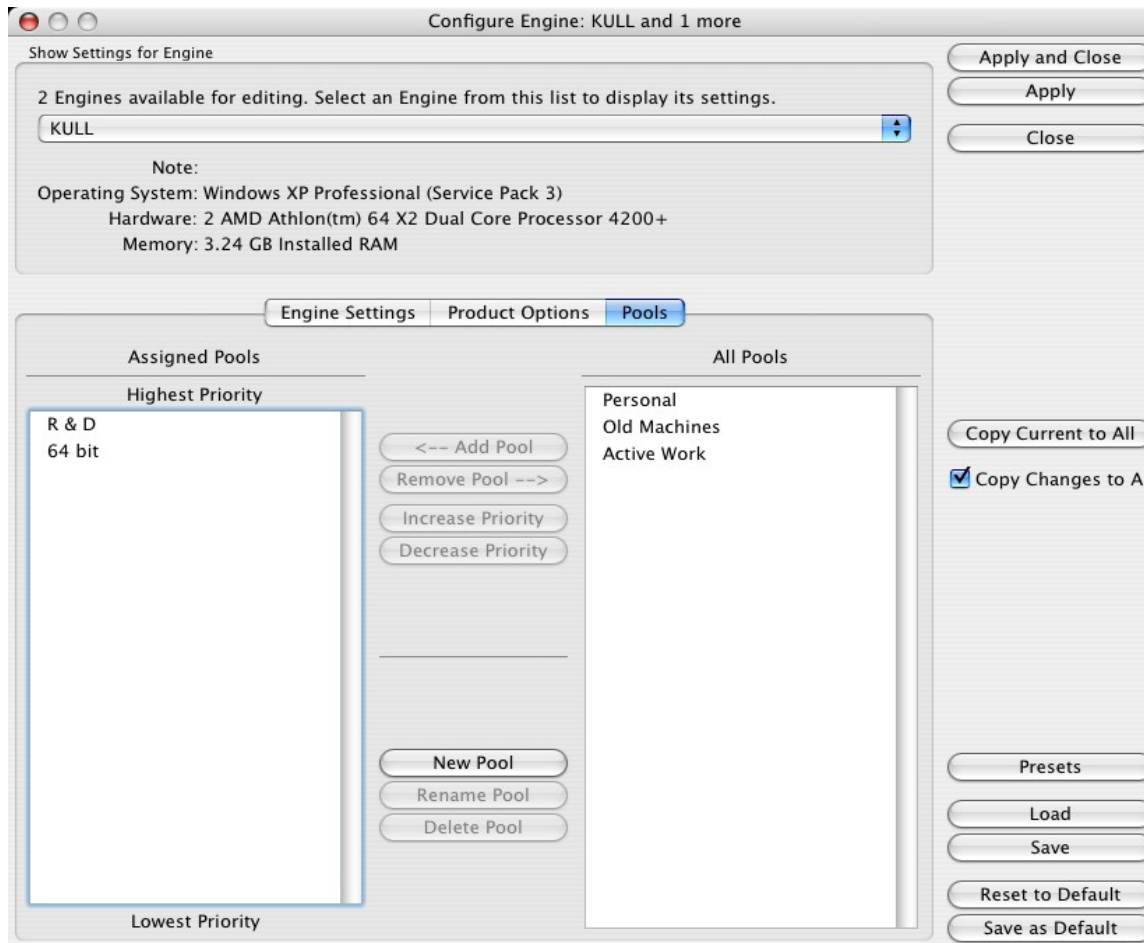 Configure Engine: KULL and 1 more
Show Settings for Engine
Apply and Close
2 Engines available for editing. Select an Engine from this list to display its settings.
Apply
KULL
Close
Note:
Operating System: Windows XP Professional (Service Pack 3)
Hardware: 2 AMD Athlon(tm) 64 X2 Dual Core Processor 4200+
Memory: 3.24 GB Installed RAM
Engine Settings Product Options Pools
Assigned Pools
All Pools
Highest Priority
R & D
64 bit
Personal
Old Machines
Active Work
<-- Add Pool
Remove Pool -->
Increase Priority
Decrease Priority
Copy Current to All
Copy Changes to A
New Pool
Rename Pool
Delete Pool
Lowest Priority
Presets
Load
Save
Reset to Default
Save as Default